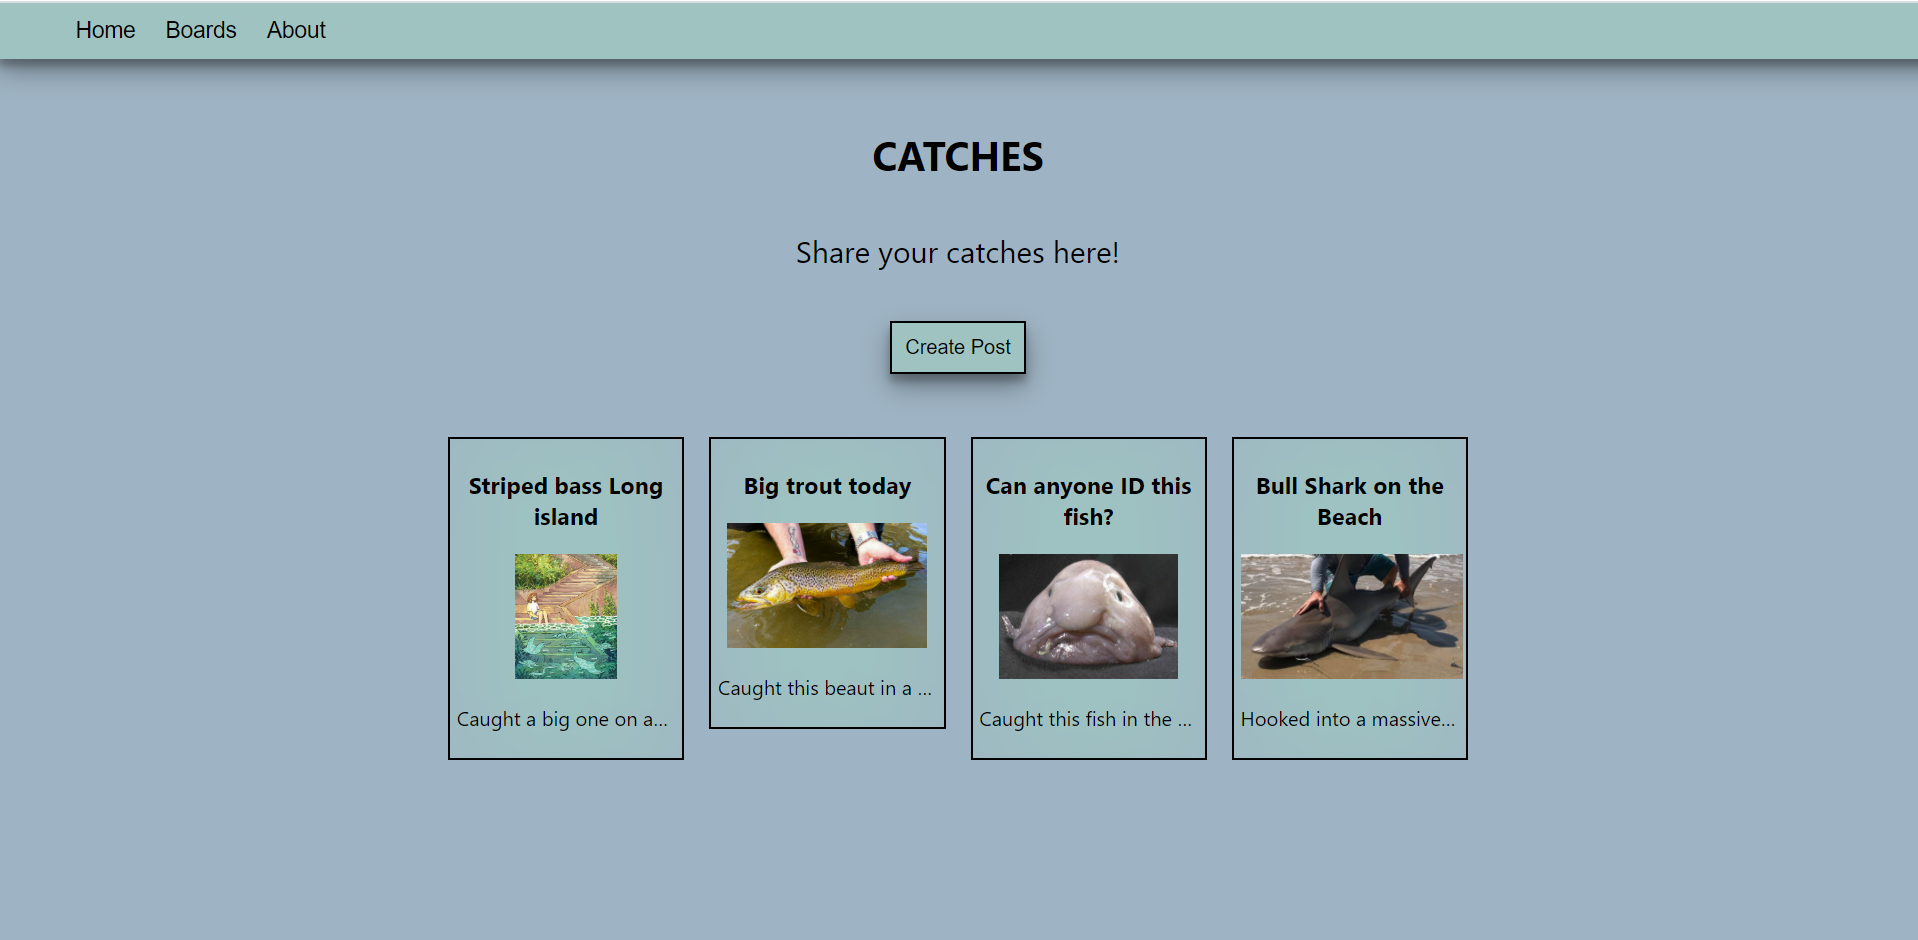 Home Boards About
CATCHES
Share your catches here!
Create Post
Striped bass Long
island
Caught a big one on a...
Big trout today
Caught this beaut in a ...
Can anyone ID this
fish?
Caught this fish in the ...
Bull Shark on the
Beach
Hooked into a massive...